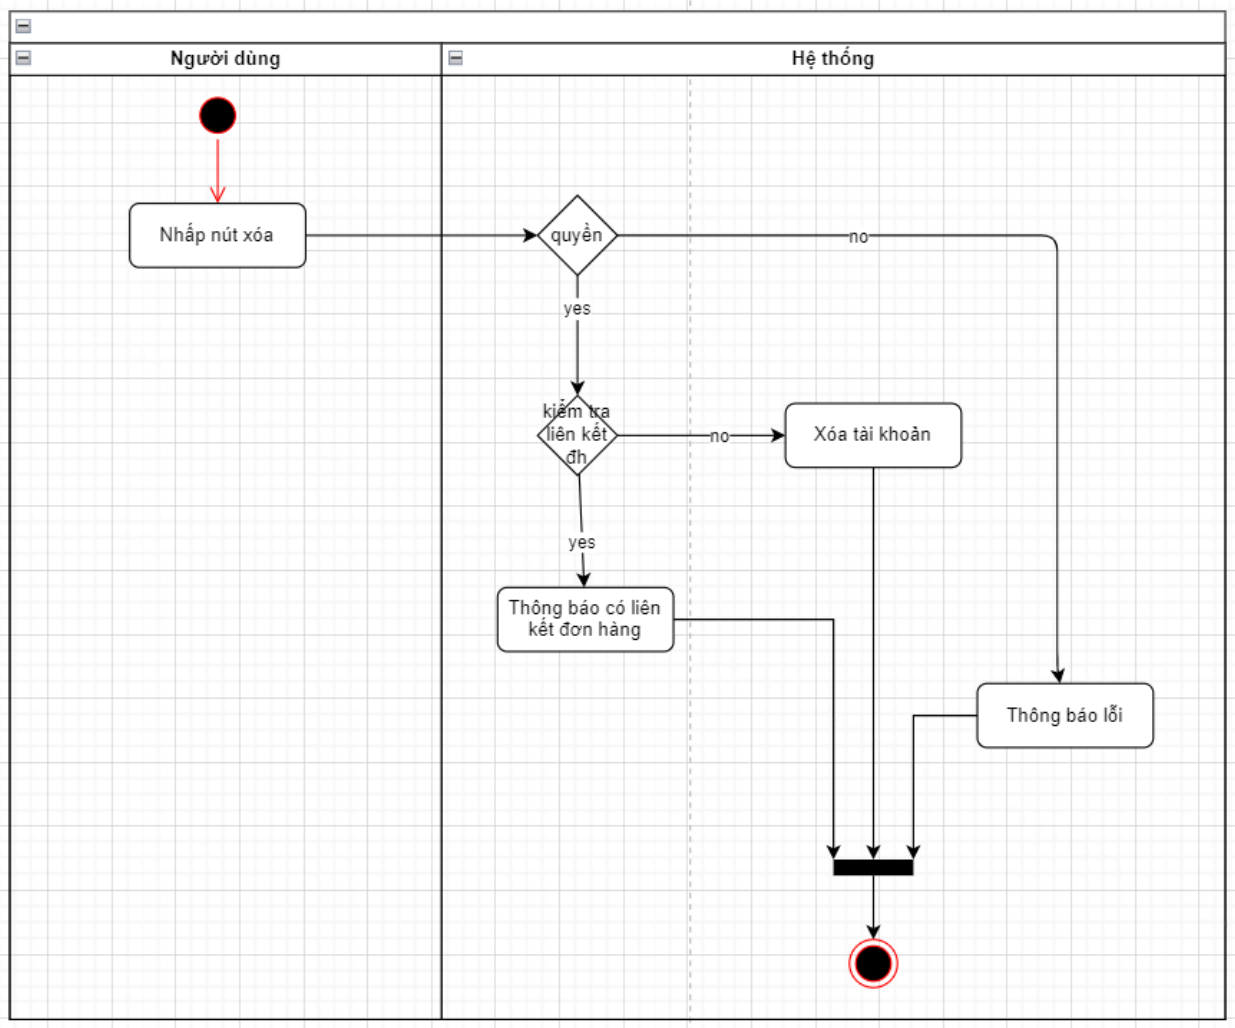 Người dùng
Hệ thống
Nhấp nút xóa
quyền
no
yes
kiểm tra
liên kết
đh
no
Xóa tài khoản
yes
Thông báo có liên
kết đơn hàng
Thông báo lỗi